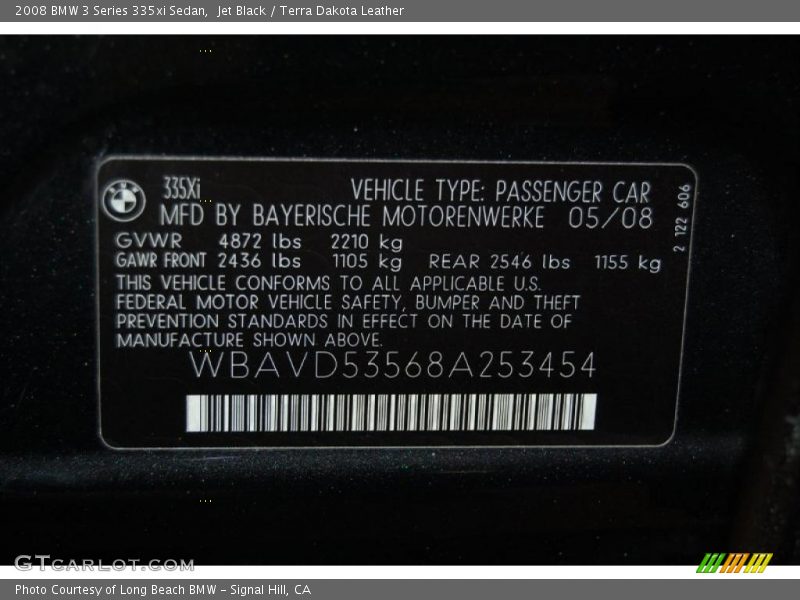 2008 BMW 3 Series 335xi Sedan, Jet Black / Terra Dakota Leather
335Xi VEHICLE TYPE: PASSENGER CAR
MFD BY BAYERISCHE MOTORENWERKE 05/08
GVWR 4872 lbs 2210 kg
GAWR FRONT 2436 lbs 1105 kg REAR 2546 lbs 1155 kg
THIS VEHICLE CONFORMS TO ALL APPLICABLE U.S.
FEDERAL MOTOR VEHICLE SAFETY, BUMPER AND THEFT
PREVENTION STANDARDS IN EFFECT ON THE DATE OF
MANUFACTURE SHOWN ABOVE.
WBAVD53568A253454
2 122 606
GTCARLOT.COM
Photo Courtesy of Long Beach BMW - Signal Hill, CA